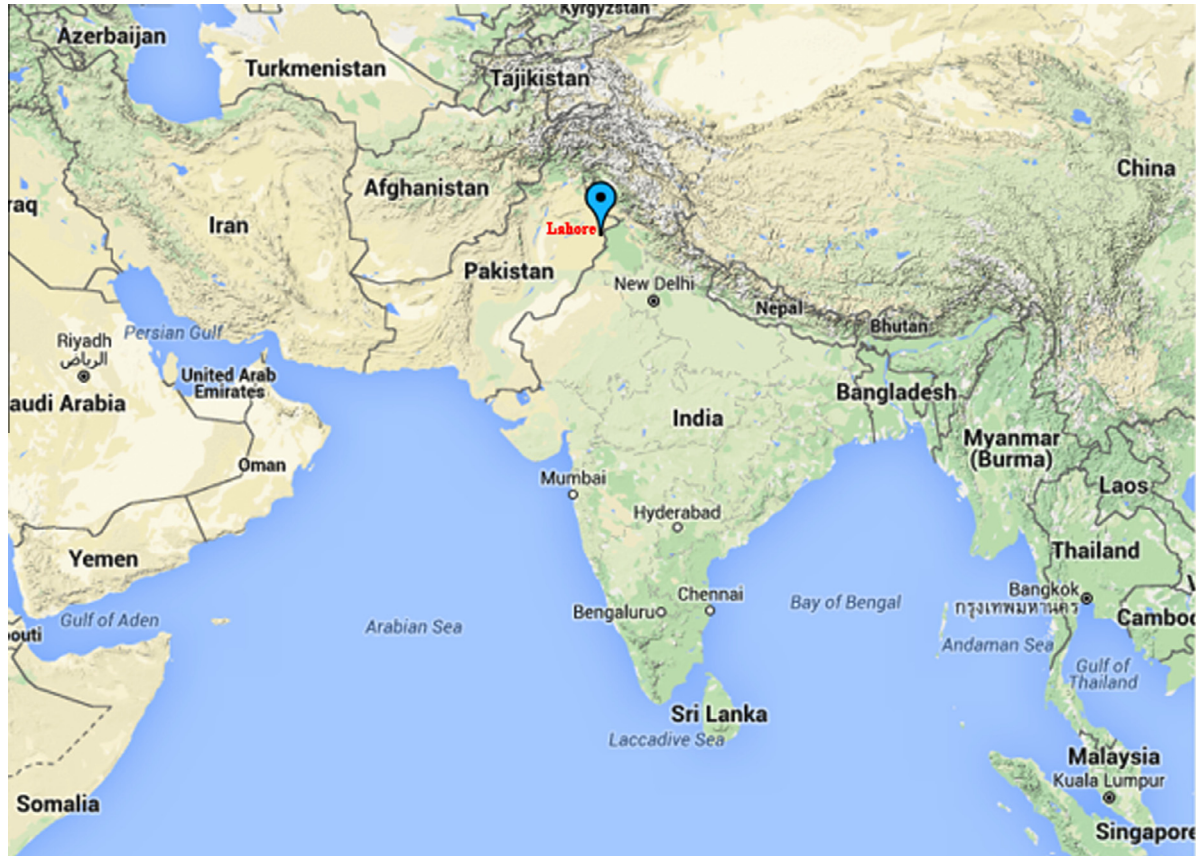 Kyrgyzstan
Azerbaijan
Turkmenistan
Tajikistan
China
Afghanistan
raq
Iran
Lahore
Pakistan
New Delhi
Nepal
Bhutan
Persian Gulf
Riyadh
الرياض
United Arab
Emirates
audi Arabia
Bangladesh
India
Myanmar
(Burma)
Oman
Mumbai
Laos
Hyderabad
Yemen
Thailand
Bangkok
กรุงเทพมหานคร
Chennai
Bengaluru
Bay of Bengal
Gulf of Aden
Arabian Sea
Camboc
outi
Andaman Sea
Gulf of
Thailand
Sri Lanka
Laccadive Sea
Malaysia
Kuala Lumpur
Somalia
Singapore